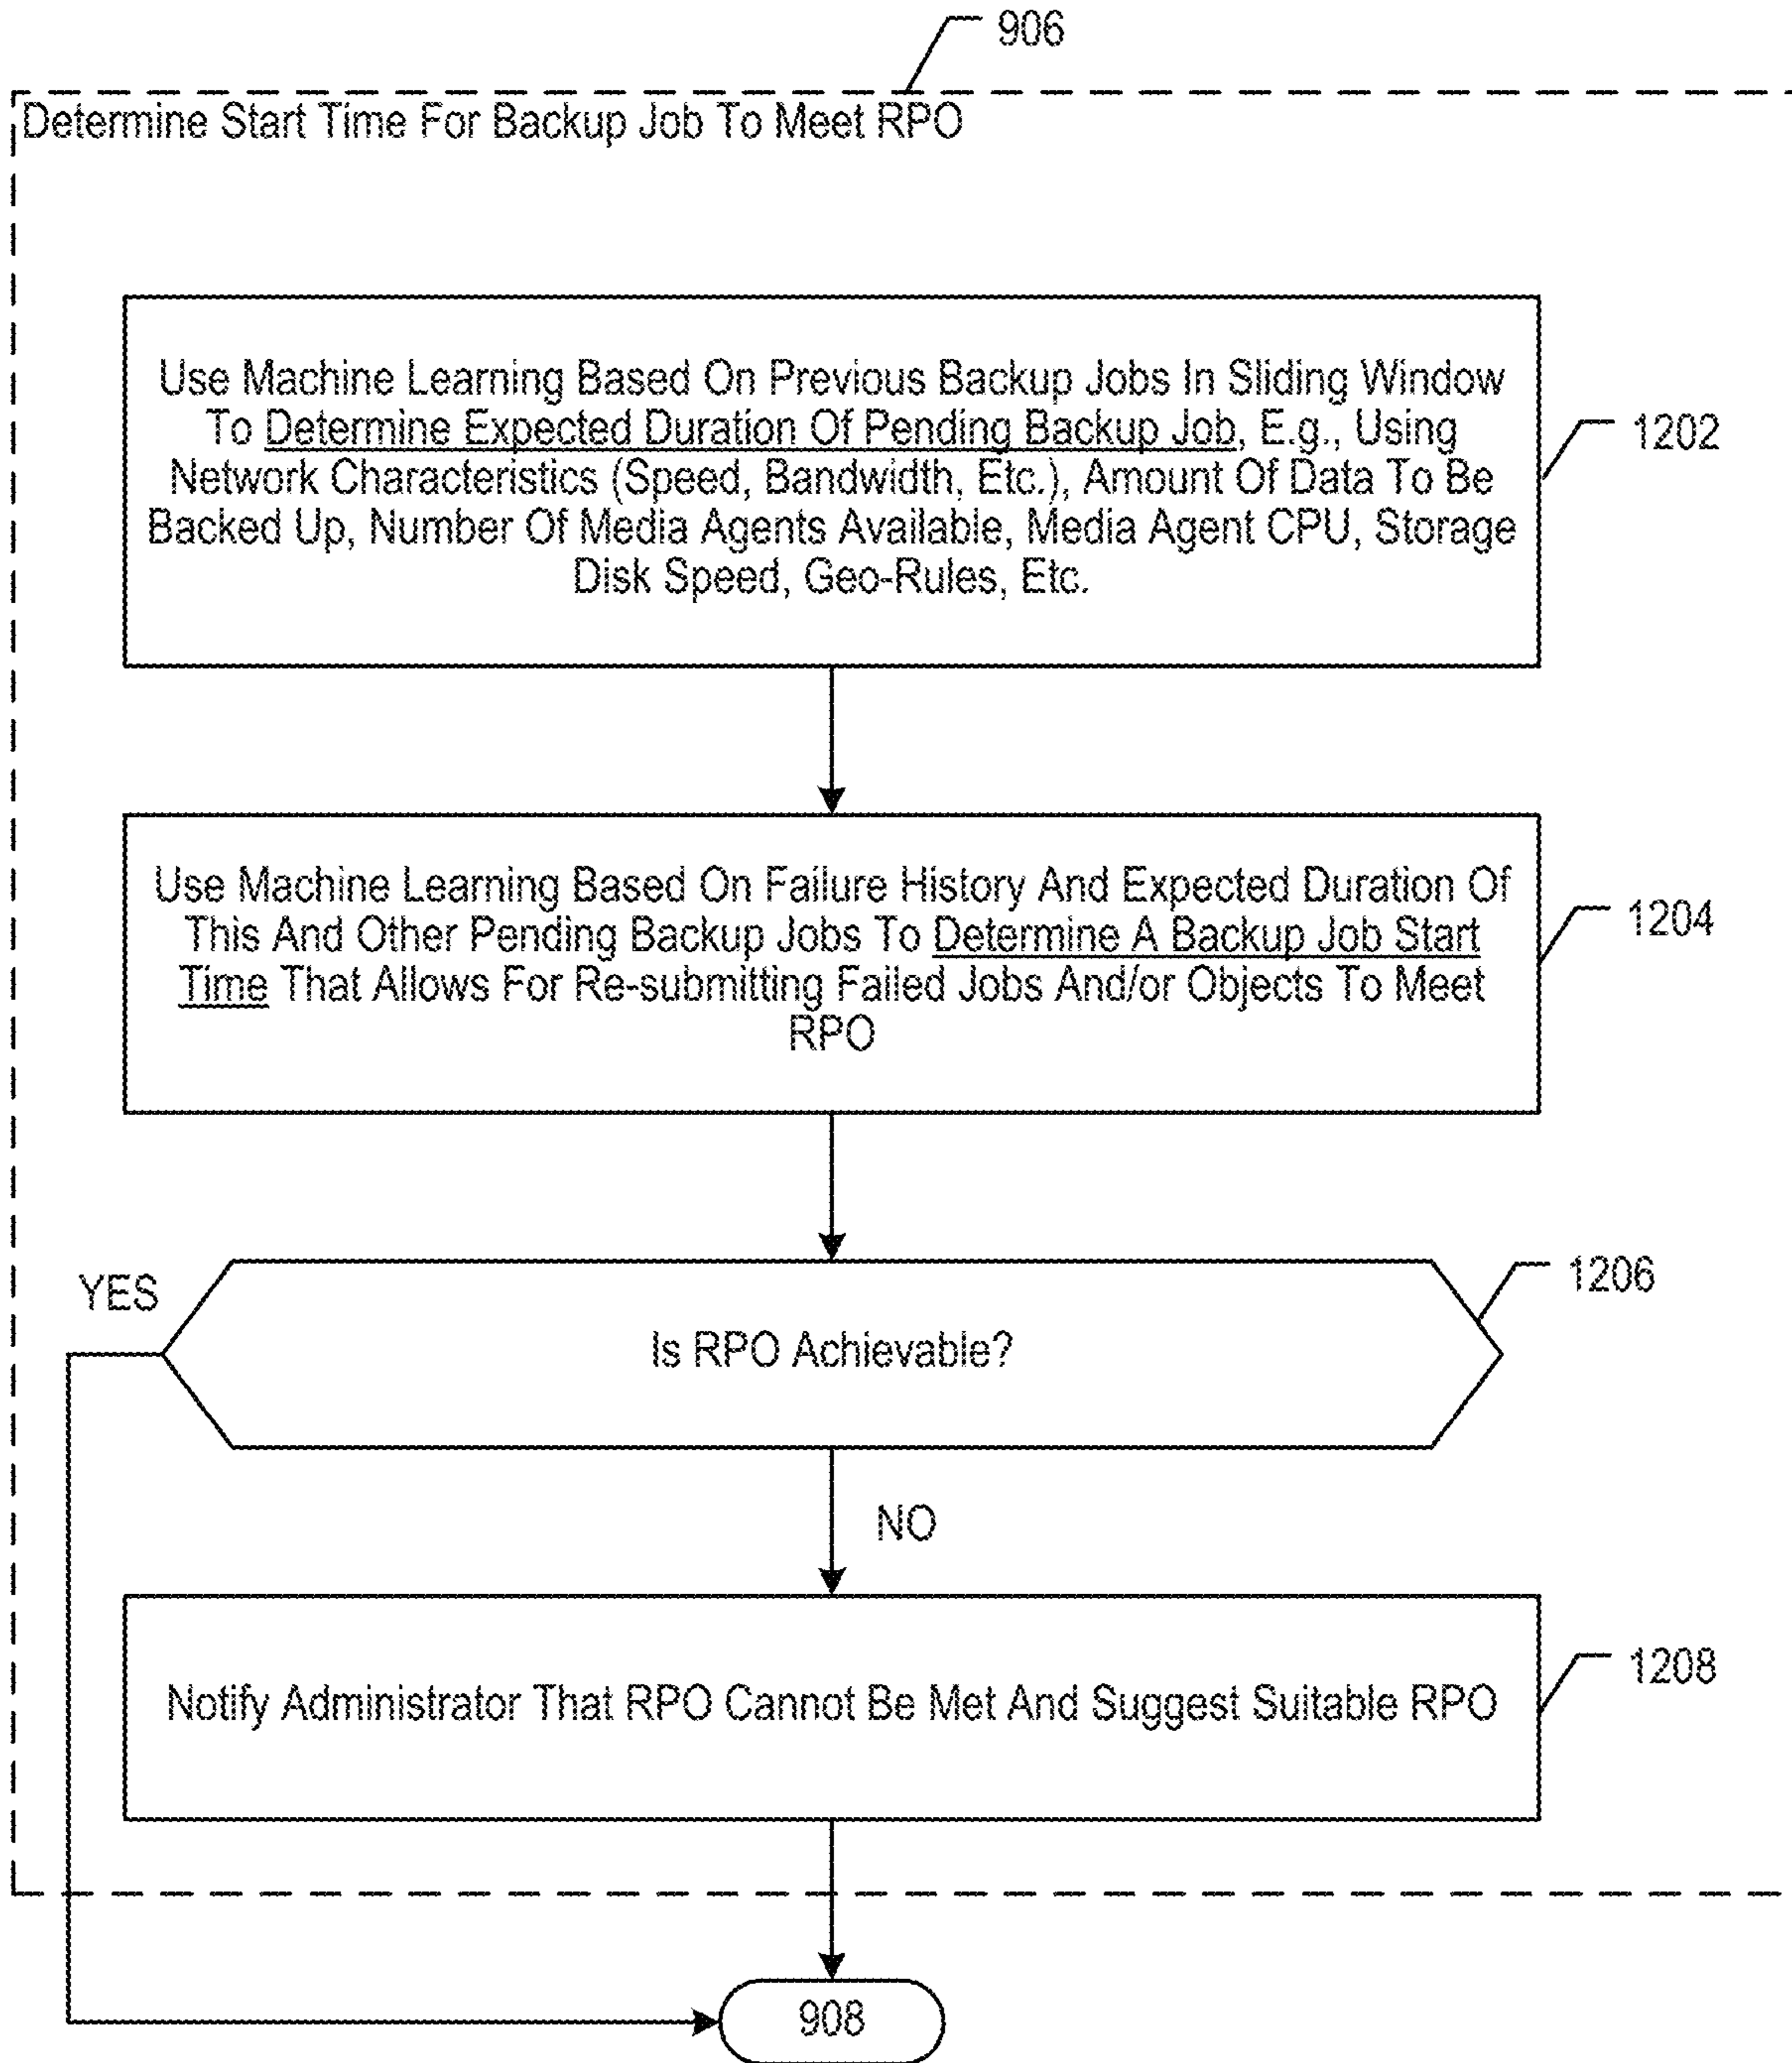 906
Determine Start Time For Backup Job To Meet RPO
Use Machine Learning Based On Previous Backup Jobs In Sliding Window
To Determine Expected Duration Of Pending Backup Job, E.g., Using
Network Characteristics (Speed, Bandwidth, Etc.), Amount Of Data To Be
Backed Up, Number Of Media Agents Available, Media Agent CPU, Storage
Disk Speed, Geo-Rules, Etc.
1202
Use Machine Learning Based On Failure History And Expected Duration Of
This And Other Pending Backup Jobs To Determine A Backup Job Start
Time That Allows For Re-submitting Failed Jobs And/or Objects To Meet
RPO
1204
YES
Is RPO Achievable?
1206
NO
Notify Administrator That RPO Cannot Be Met And Suggest Suitable RPO
1208
908